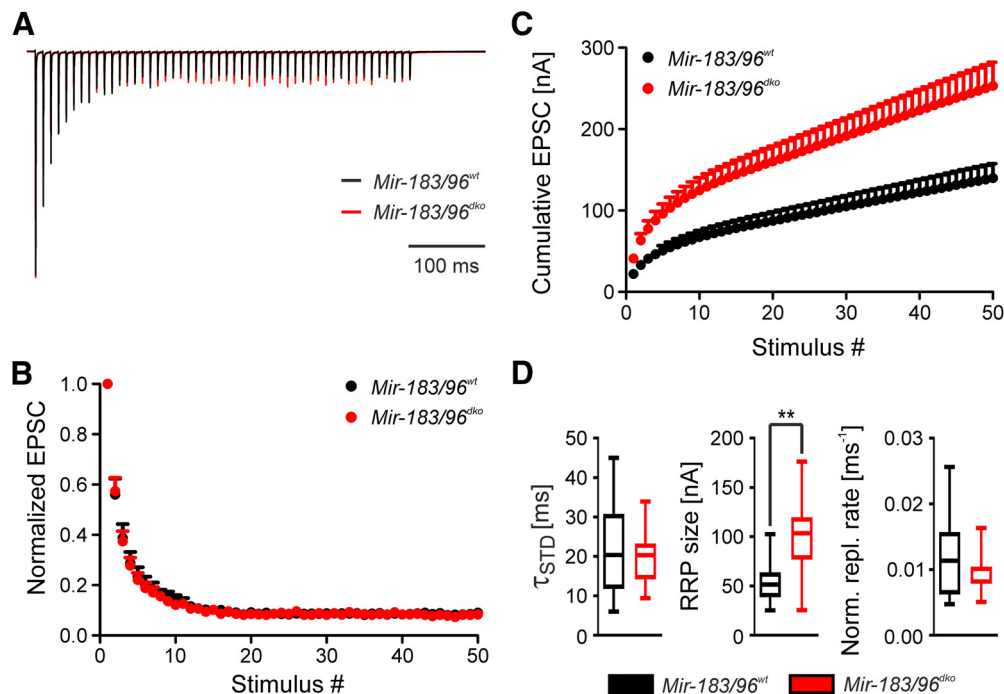 A
Mir-183/96wt
Mir-183/96dko
100 ms
B
Normalized EPSC
1.0
0.8
0.6
0.4
0.2
0.0
0
10
20
30
40
50
Stimulus #
Mir-183/96wt
Mir-183/96dko
C
Cumulative EPSC [nA]
300
200
100
0
0
10
20
30
40
50
Stimulus #
Mir-183/96wt
Mir-183/96dko
D
τSTD [ms]
50
40
30
20
10
0
RRP size [nA]
200
150
100
50
0
**
Norm. repl. rate [ms-1]
0.03
0.02
0.01
0.00
Mir-183/96wt
Mir-183/96dko